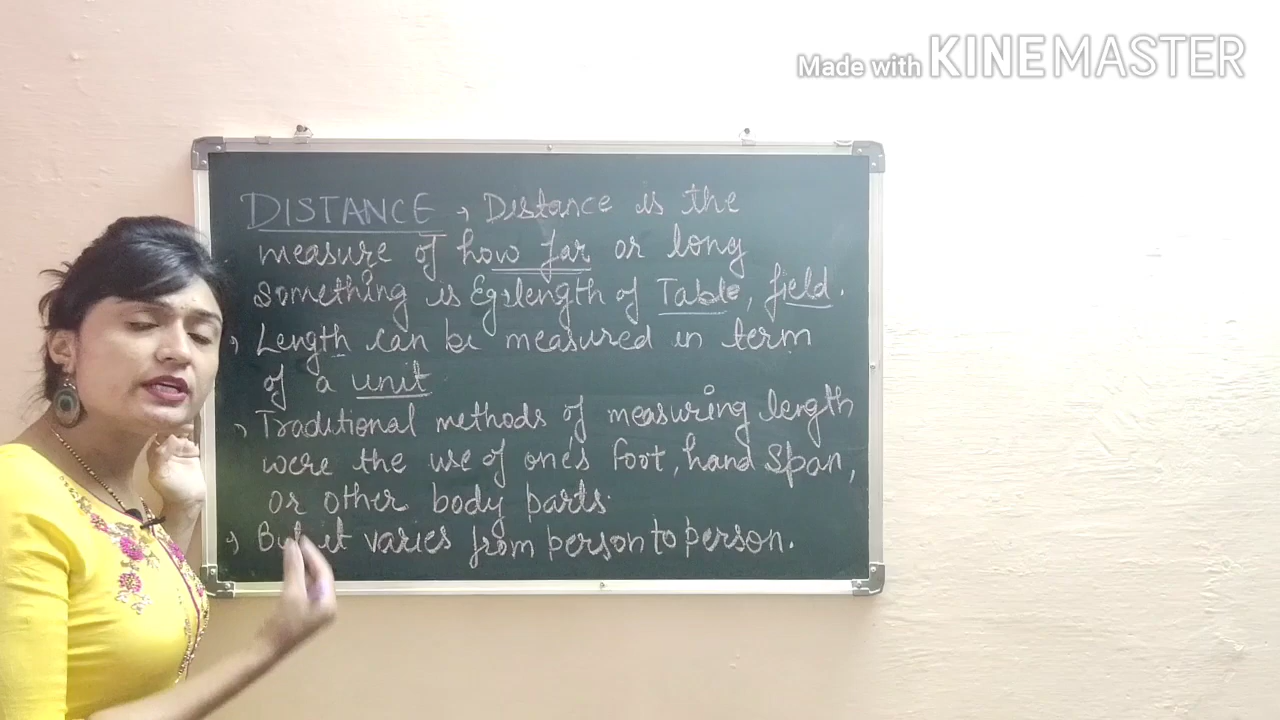 Made with KINEMASTER
DISTANCE → Distance is the
measure of how far or long
something is Eg: length of Table, field.
→ Length can be measured in term
of a unit
→ Traditional methods of measuring length
were the use of one's foot, hand span,
or other body parts.
→ But it varies from person to person.